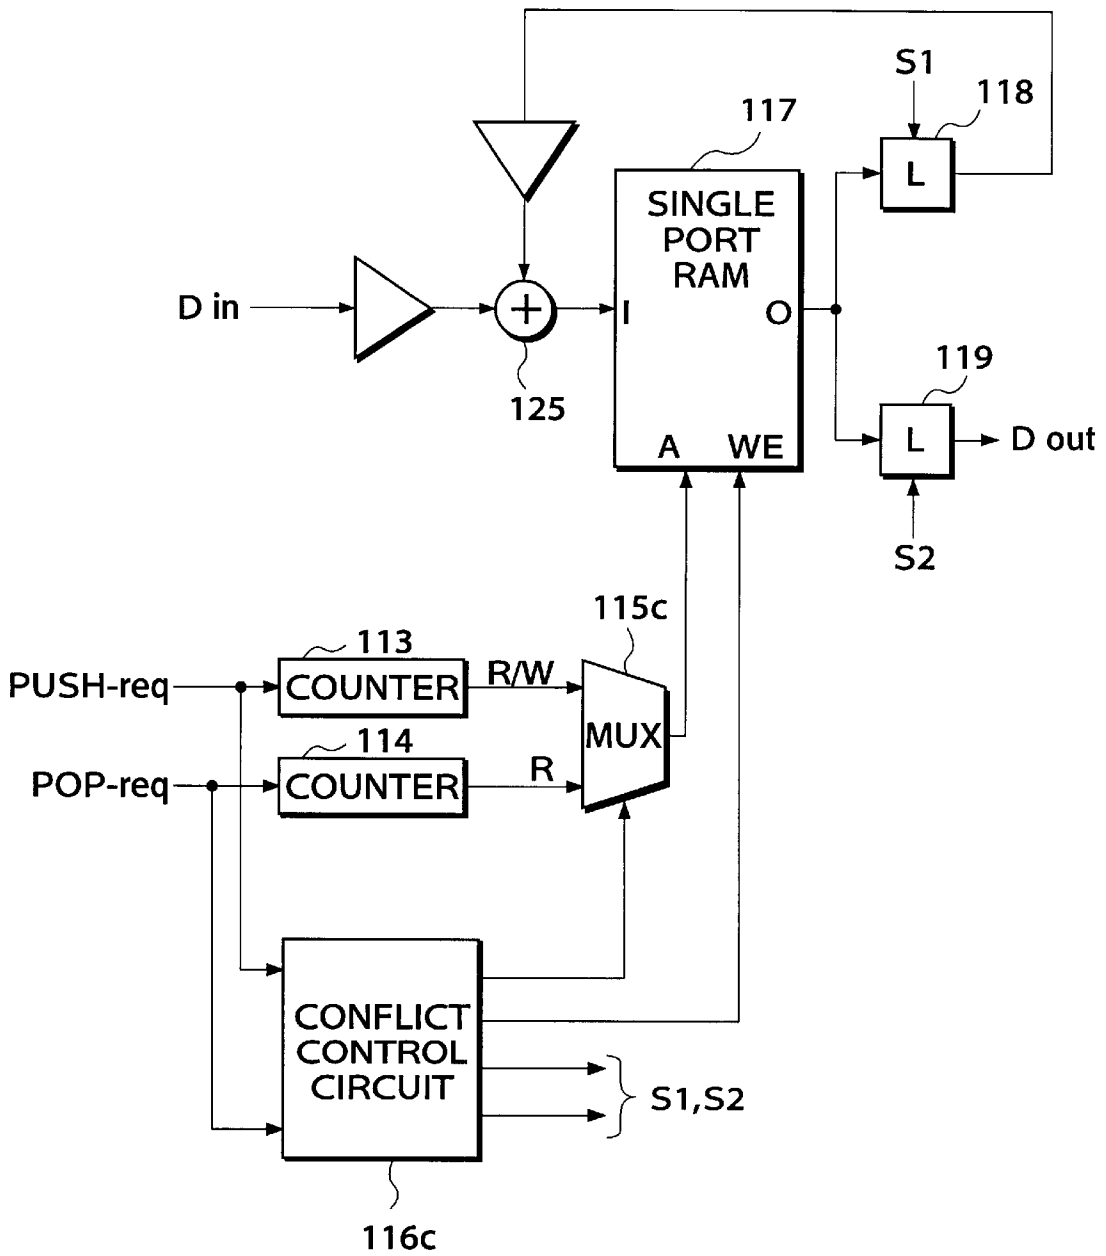 S1
118
117
L
SINGLE
PORT
RAM
D in
+
I
O
125
119
A
WE
L
D out
S2
115c
113
PUSH-req
COUNTER
R/W
MUX
114
POP-req
COUNTER
R
CONFLICT
CONTROL
CIRCUIT
S1,S2
116c